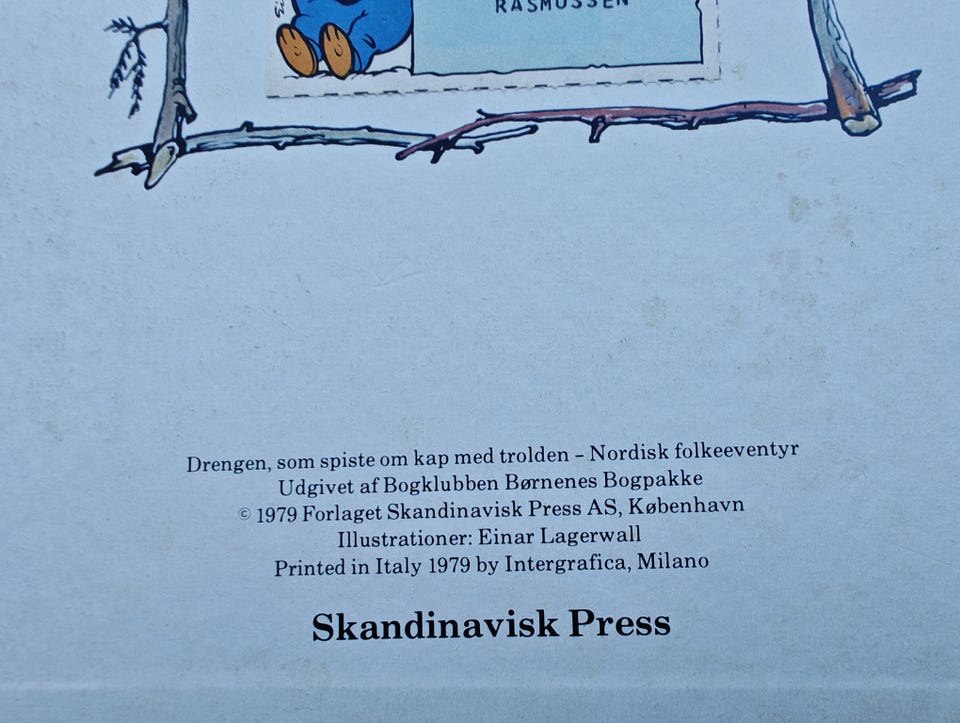 RASMUSSEN
Drengen, som spiste om kap med trolden – Nordisk folkeeventyr
Udgivet af Bogklubben Børnenes Bogpakke
© 1979 Forlaget Skandinavisk Press AS, København
Illustrationer: Einar Lagerwall
Printed in Italy 1979 by Intergrafica, Milano
Skandinavisk Press